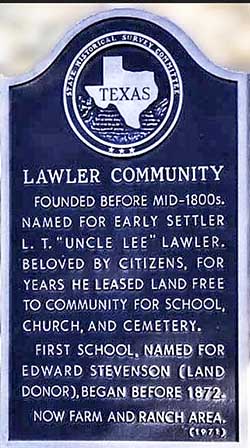 STATE HISTORICAL SURVEY COMMITTEE
TEXAS
LAWLER COMMUNITY
FOUNDED BEFORE MID-1800s.
NAMED FOR EARLY SETTLER
L. T. "UNCLE LEE" LAWLER.
BELOVED BY CITIZENS, FOR
YEARS HE LEASED LAND FREE
TO COMMUNITY FOR SCHOOL,
CHURCH, AND CEMETERY.
FIRST SCHOOL, NAMED FOR
EDWARD STEVENSON (LAND
DONOR), BEGAN BEFORE 1872.
NOW FARM AND RANCH AREA.
(1971)